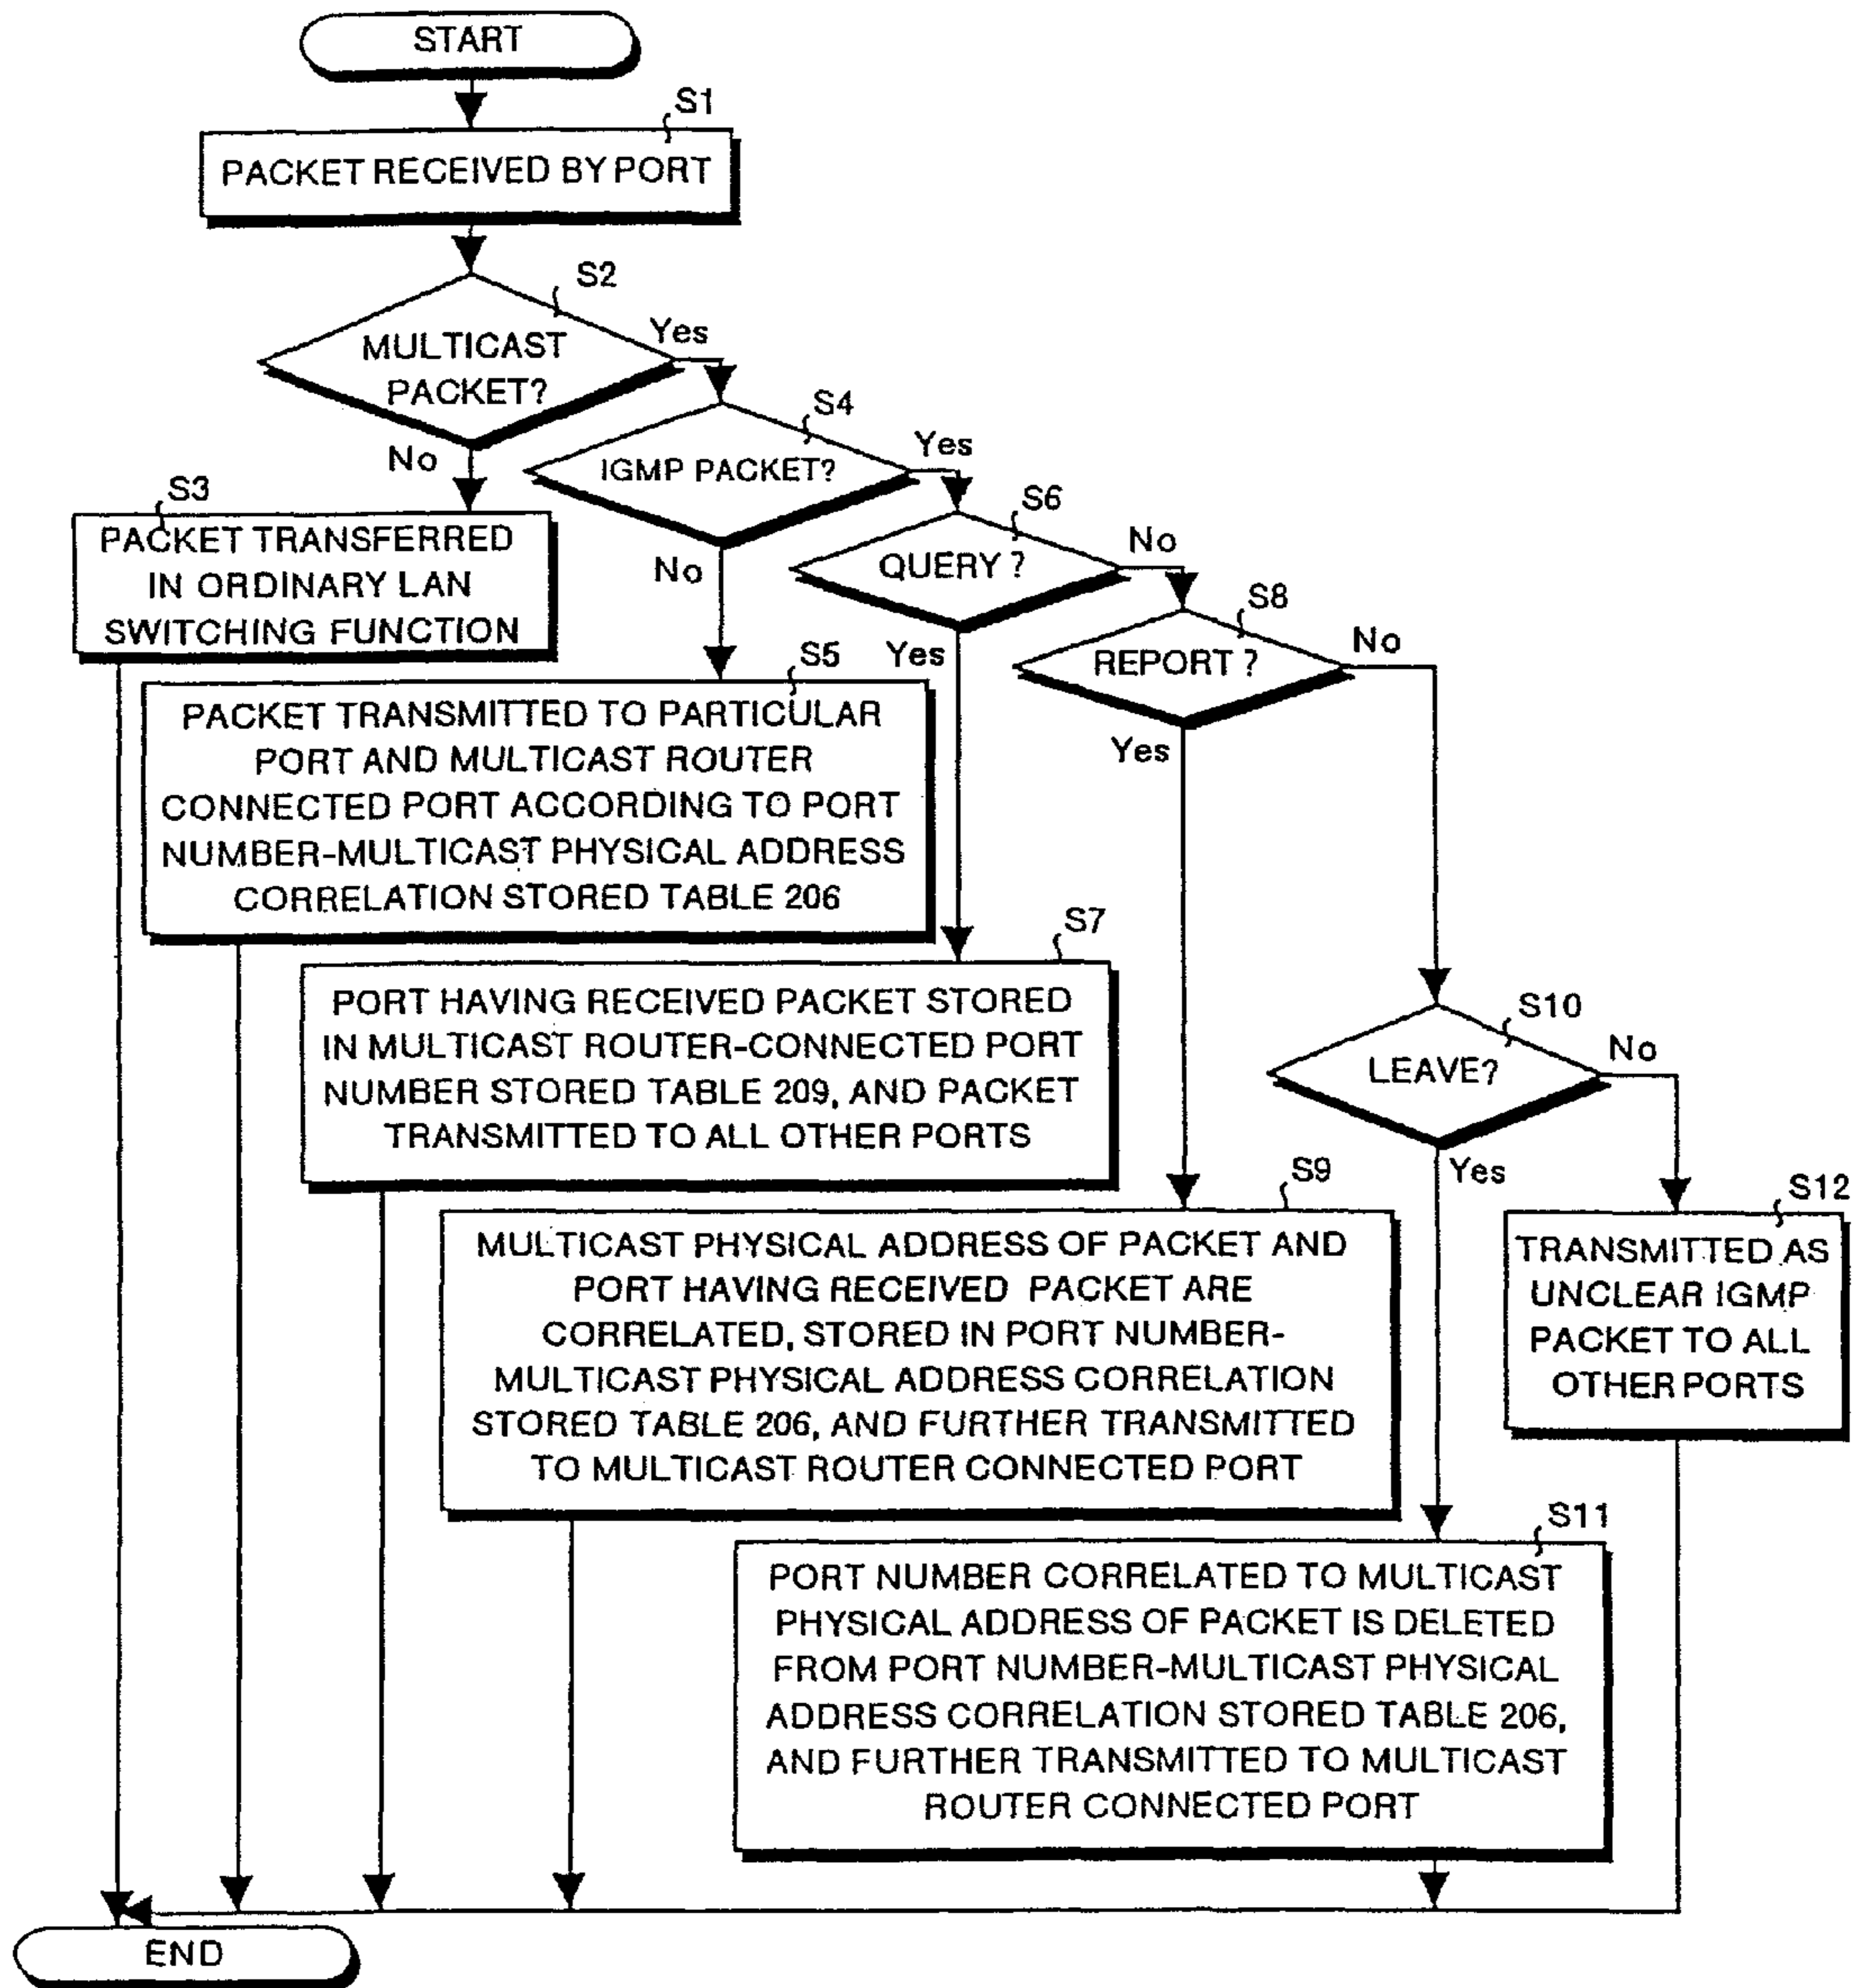 START
S1
PACKET RECEIVED BY PORT
S2
MULTICAST
PACKET?
Yes
No
S4
IGMP PACKET?
Yes
No
S3
PACKET TRANSFERRED
IN ORDINARY LAN
SWITCHING FUNCTION
S6
QUERY ?
No
Yes
S8
REPORT ?
No
Yes
S5
PACKET TRANSMITTED TO PARTICULAR
PORT AND MULTICAST ROUTER
CONNECTED PORT ACCORDING TO PORT
NUMBER-MULTICAST PHYSICAL ADDRESS
CORRELATION STORED TABLE 206
S7
PORT HAVING RECEIVED PACKET STORED
IN MULTICAST ROUTER-CONNECTED PORT
NUMBER STORED TABLE 209, AND PACKET
TRANSMITTED TO ALL OTHER PORTS
S10
LEAVE?
No
Yes
S9
MULTICAST PHYSICAL ADDRESS OF PACKET AND
PORT HAVING RECEIVED PACKET ARE
CORRELATED, STORED IN PORT NUMBER-
MULTICAST PHYSICAL ADDRESS CORRELATION
STORED TABLE 206, AND FURTHER TRANSMITTED
TO MULTICAST ROUTER CONNECTED PORT
S12
TRANSMITTED AS
UNCLEAR IGMP
PACKET TO ALL
OTHER PORTS
S11
PORT NUMBER CORRELATED TO MULTICAST
PHYSICAL ADDRESS OF PACKET IS DELETED
FROM PORT NUMBER-MULTICAST PHYSICAL
ADDRESS CORRELATION STORED TABLE 206,
AND FURTHER TRANSMITTED TO MULTICAST
ROUTER CONNECTED PORT
END